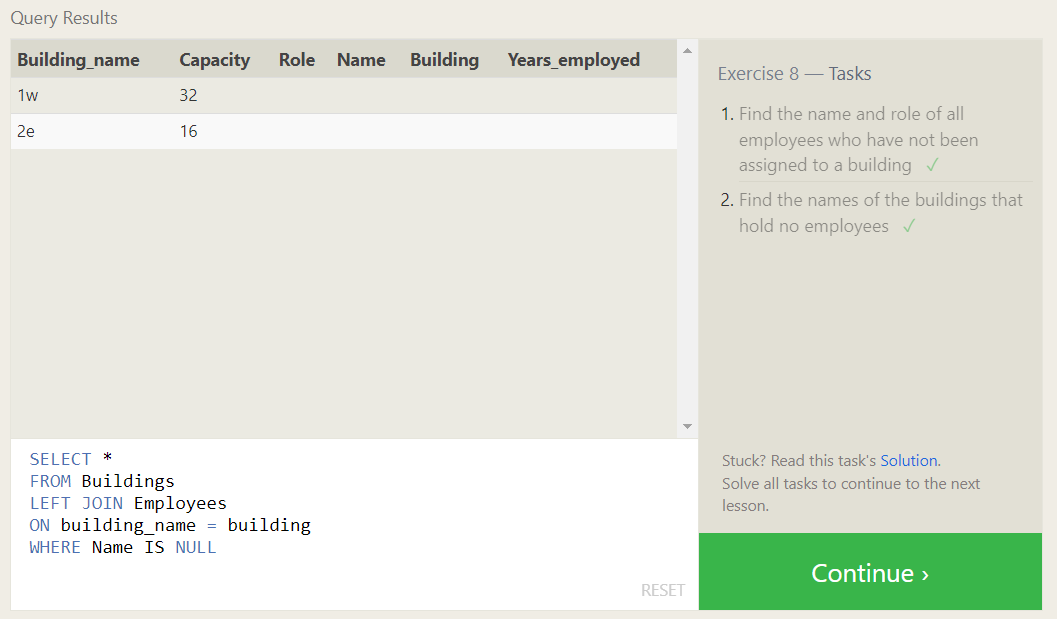 Query Results
Building_name Capacity Role Name Building Years_employed
1w 32
2e 16
SELECT *
FROM Buildings
LEFT JOIN Employees
ON building_name = building
WHERE Name IS NULL
RESET
Exercise 8 — Tasks
1. Find the name and role of all
employees who have not been
assigned to a building ✓
2. Find the names of the buildings that
hold no employees ✓
Stuck? Read this task's Solution.
Solve all tasks to continue to the next
lesson.
Continue ›